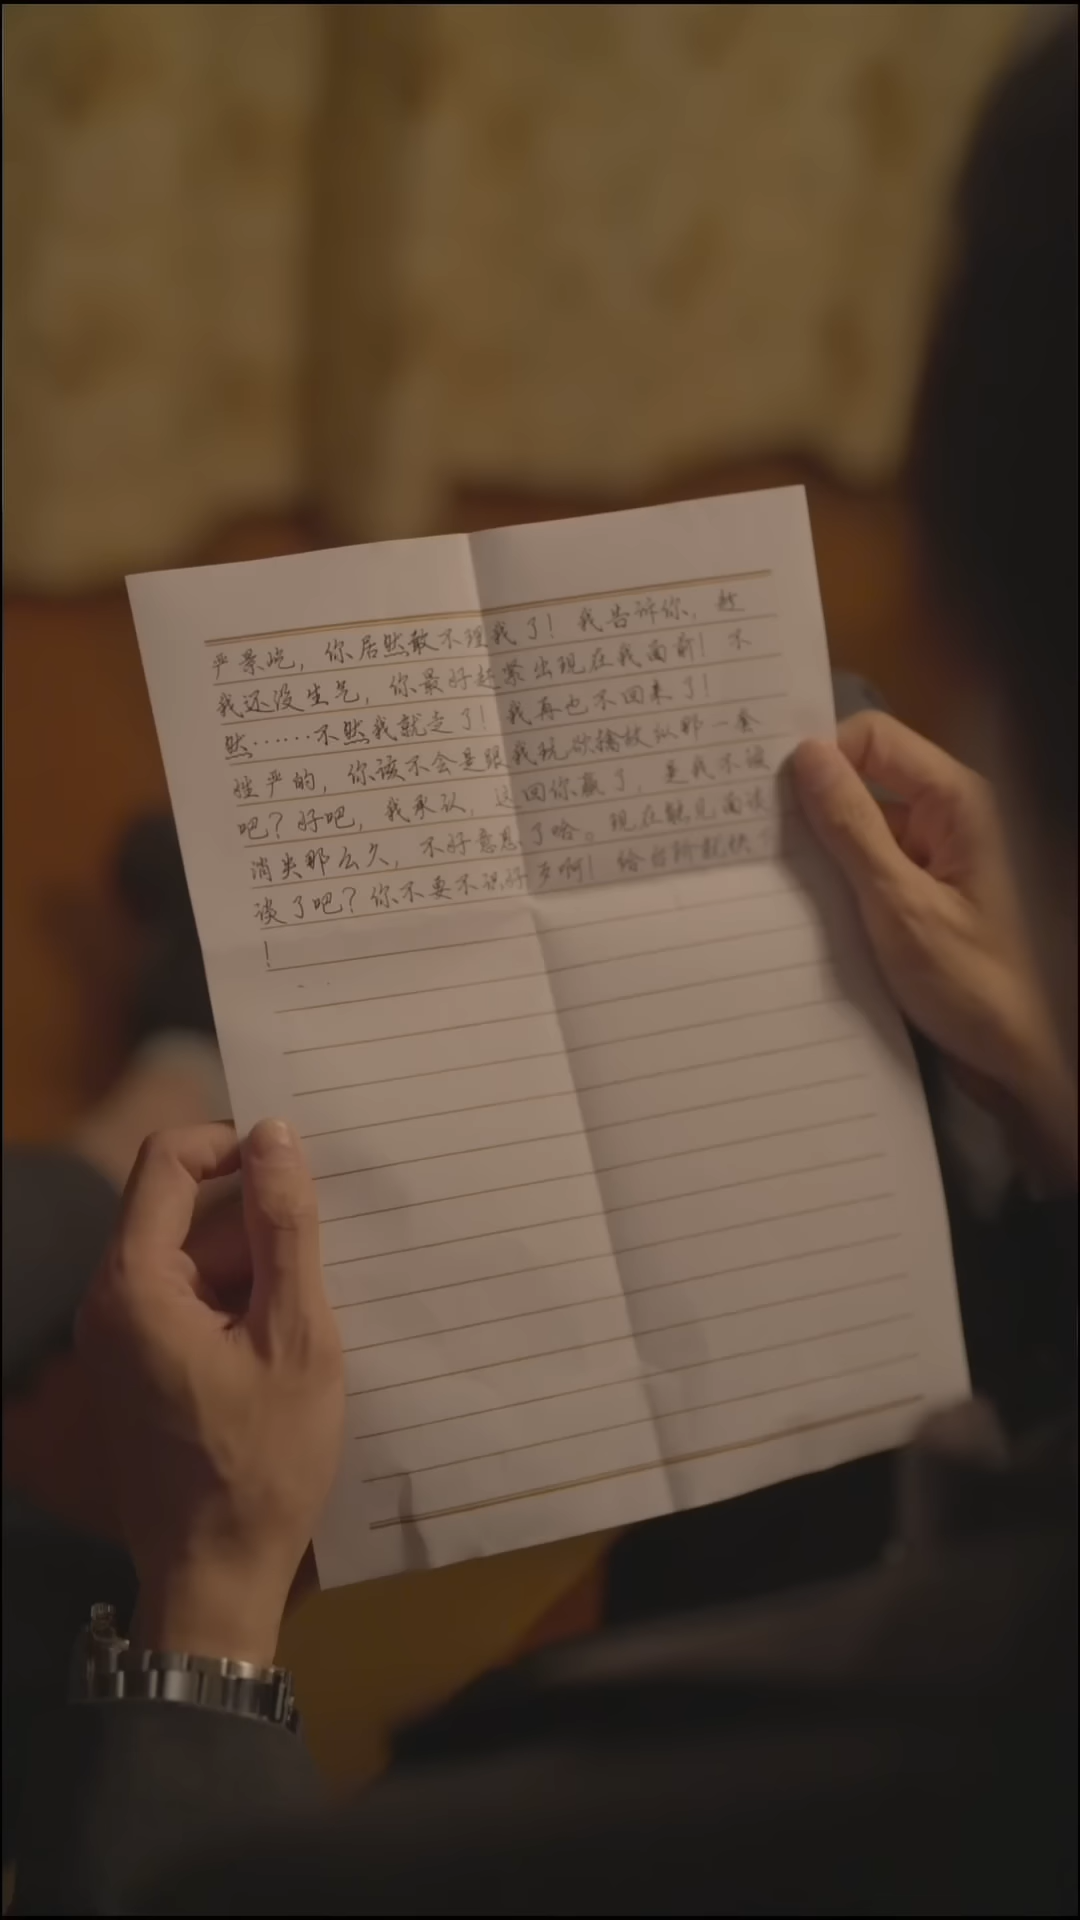 严景屹，你居然敢不理我了！我告诉你，趁
我还没生气，你最好赶紧出现在我面前！不
然……不然我就走了！我再也不回来了！
姓严的，你该不会是跟我玩欲擒故纵那一套
吧？好吧，我承认，这回你赢了，是我不该
消失那么久，不好意思了哈。现在能见面谈
谈了吧？你不要不识好歹啊！给台阶就快下
！